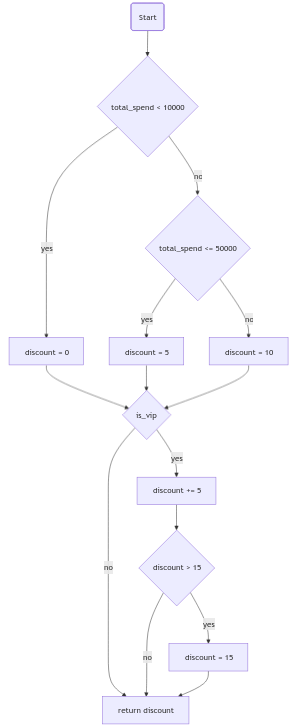 Start
total_spend < 10000
no
yes
total_spend <= 50000
yes
no
discount = 0
discount = 5
discount = 10
is_vip
yes
discount += 5
no
discount > 15
yes
no
discount = 15
return discount